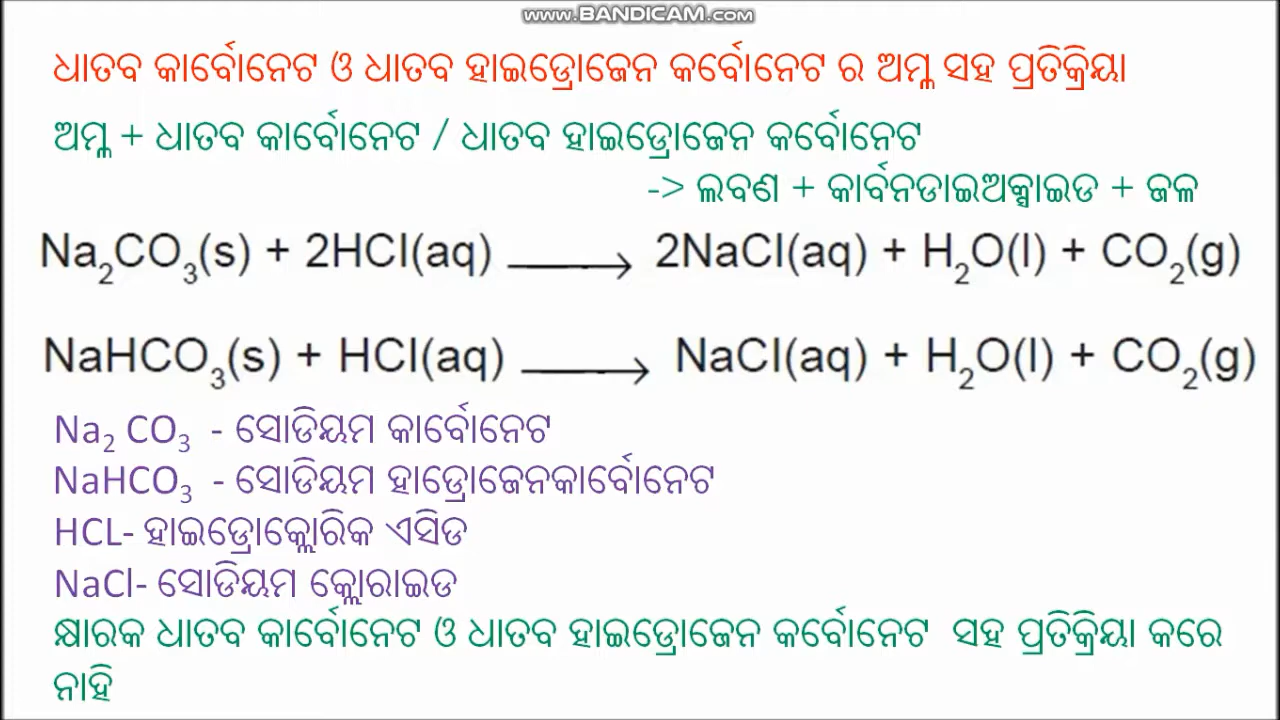 www.BANDICAM.com
ଧାତବ କାର୍ବୋନେଟ ଓ ଧାତବ ହାଇଡ୍ରୋଜେନ କର୍ବୋନେଟ ର ଅମ୍ଳ ସହ ପ୍ରତିକ୍ରିୟା
ଅମ୍ଳ + ଧାତବ କାର୍ବୋନେଟ / ଧାତବ ହାଇଡ୍ରୋଜେନ କର୍ବୋନେଟ
-> ଲବଣ + କାର୍ବନଡାଇଅକ୍ସାଇଡ + ଜଳ
Na₂CO₃(s) + 2HCl(aq) ⟶ 2NaCl(aq) + H₂O(l) + CO₂(g)
NaHCO₃(s) + HCl(aq) ⟶ NaCl(aq) + H₂O(l) + CO₂(g)
Na₂ CO₃ - ସୋଡିୟମ କାର୍ବୋନେଟ
NaHCO₃ - ସୋଡିୟମ ହାଡ୍ରୋଜେନକାର୍ବୋନେଟ
HCL- ହାଇଡ୍ରୋକ୍ଲୋରିକ ଏସିଡ
NaCl- ସୋଡିୟମ କ୍ଲୋରାଇଡ
କ୍ଷାରକ ଧାତବ କାର୍ବୋନେଟ ଓ ଧାତବ ହାଇଡ୍ରୋଜେନ କର୍ବୋନେଟ ସହ ପ୍ରତିକ୍ରିୟା କରେ
ନାହି